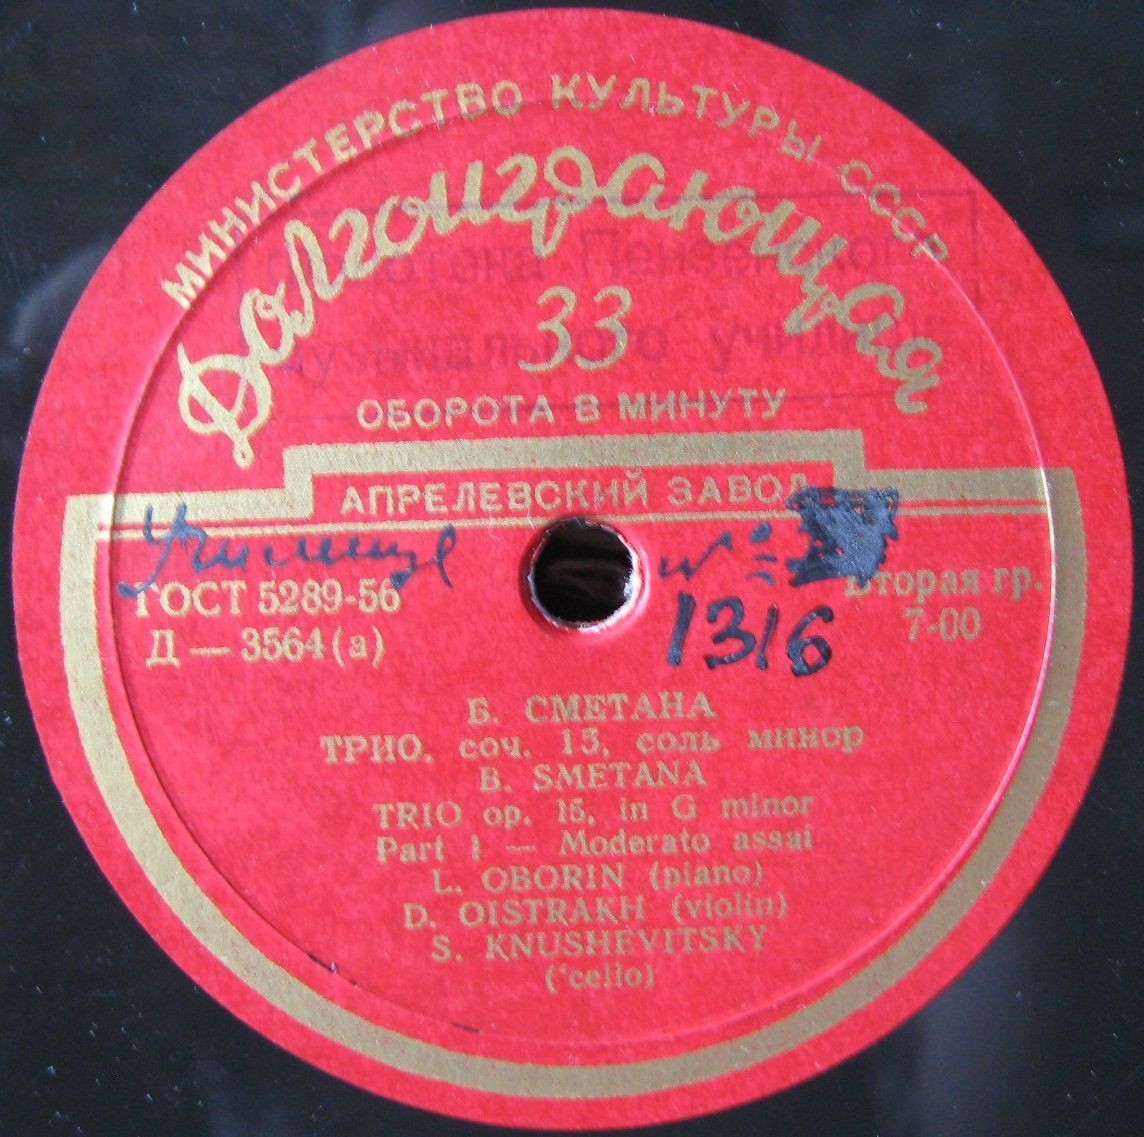 МИНИСТЕРСТВО КУЛЬТУРЫ СССР
Долгоиграющая
33
ОБОРОТА В МИНУТУ
АПРЕЛЕВСКИЙ ЗАВОД
Училище
№
ГОСТ 5289-56
Вторая гр.
Д — 3564 (а)
7-00
1316
Б. СМЕТАНА
ТРИО, соч. 15, соль минор
B. SMETANA
TRIO op. 15, in G minor
Part I — Moderato assai
L. OBORIN (piano)
D. OISTRAKH (violin)
S. KNUSHEVITSKY
('cello)